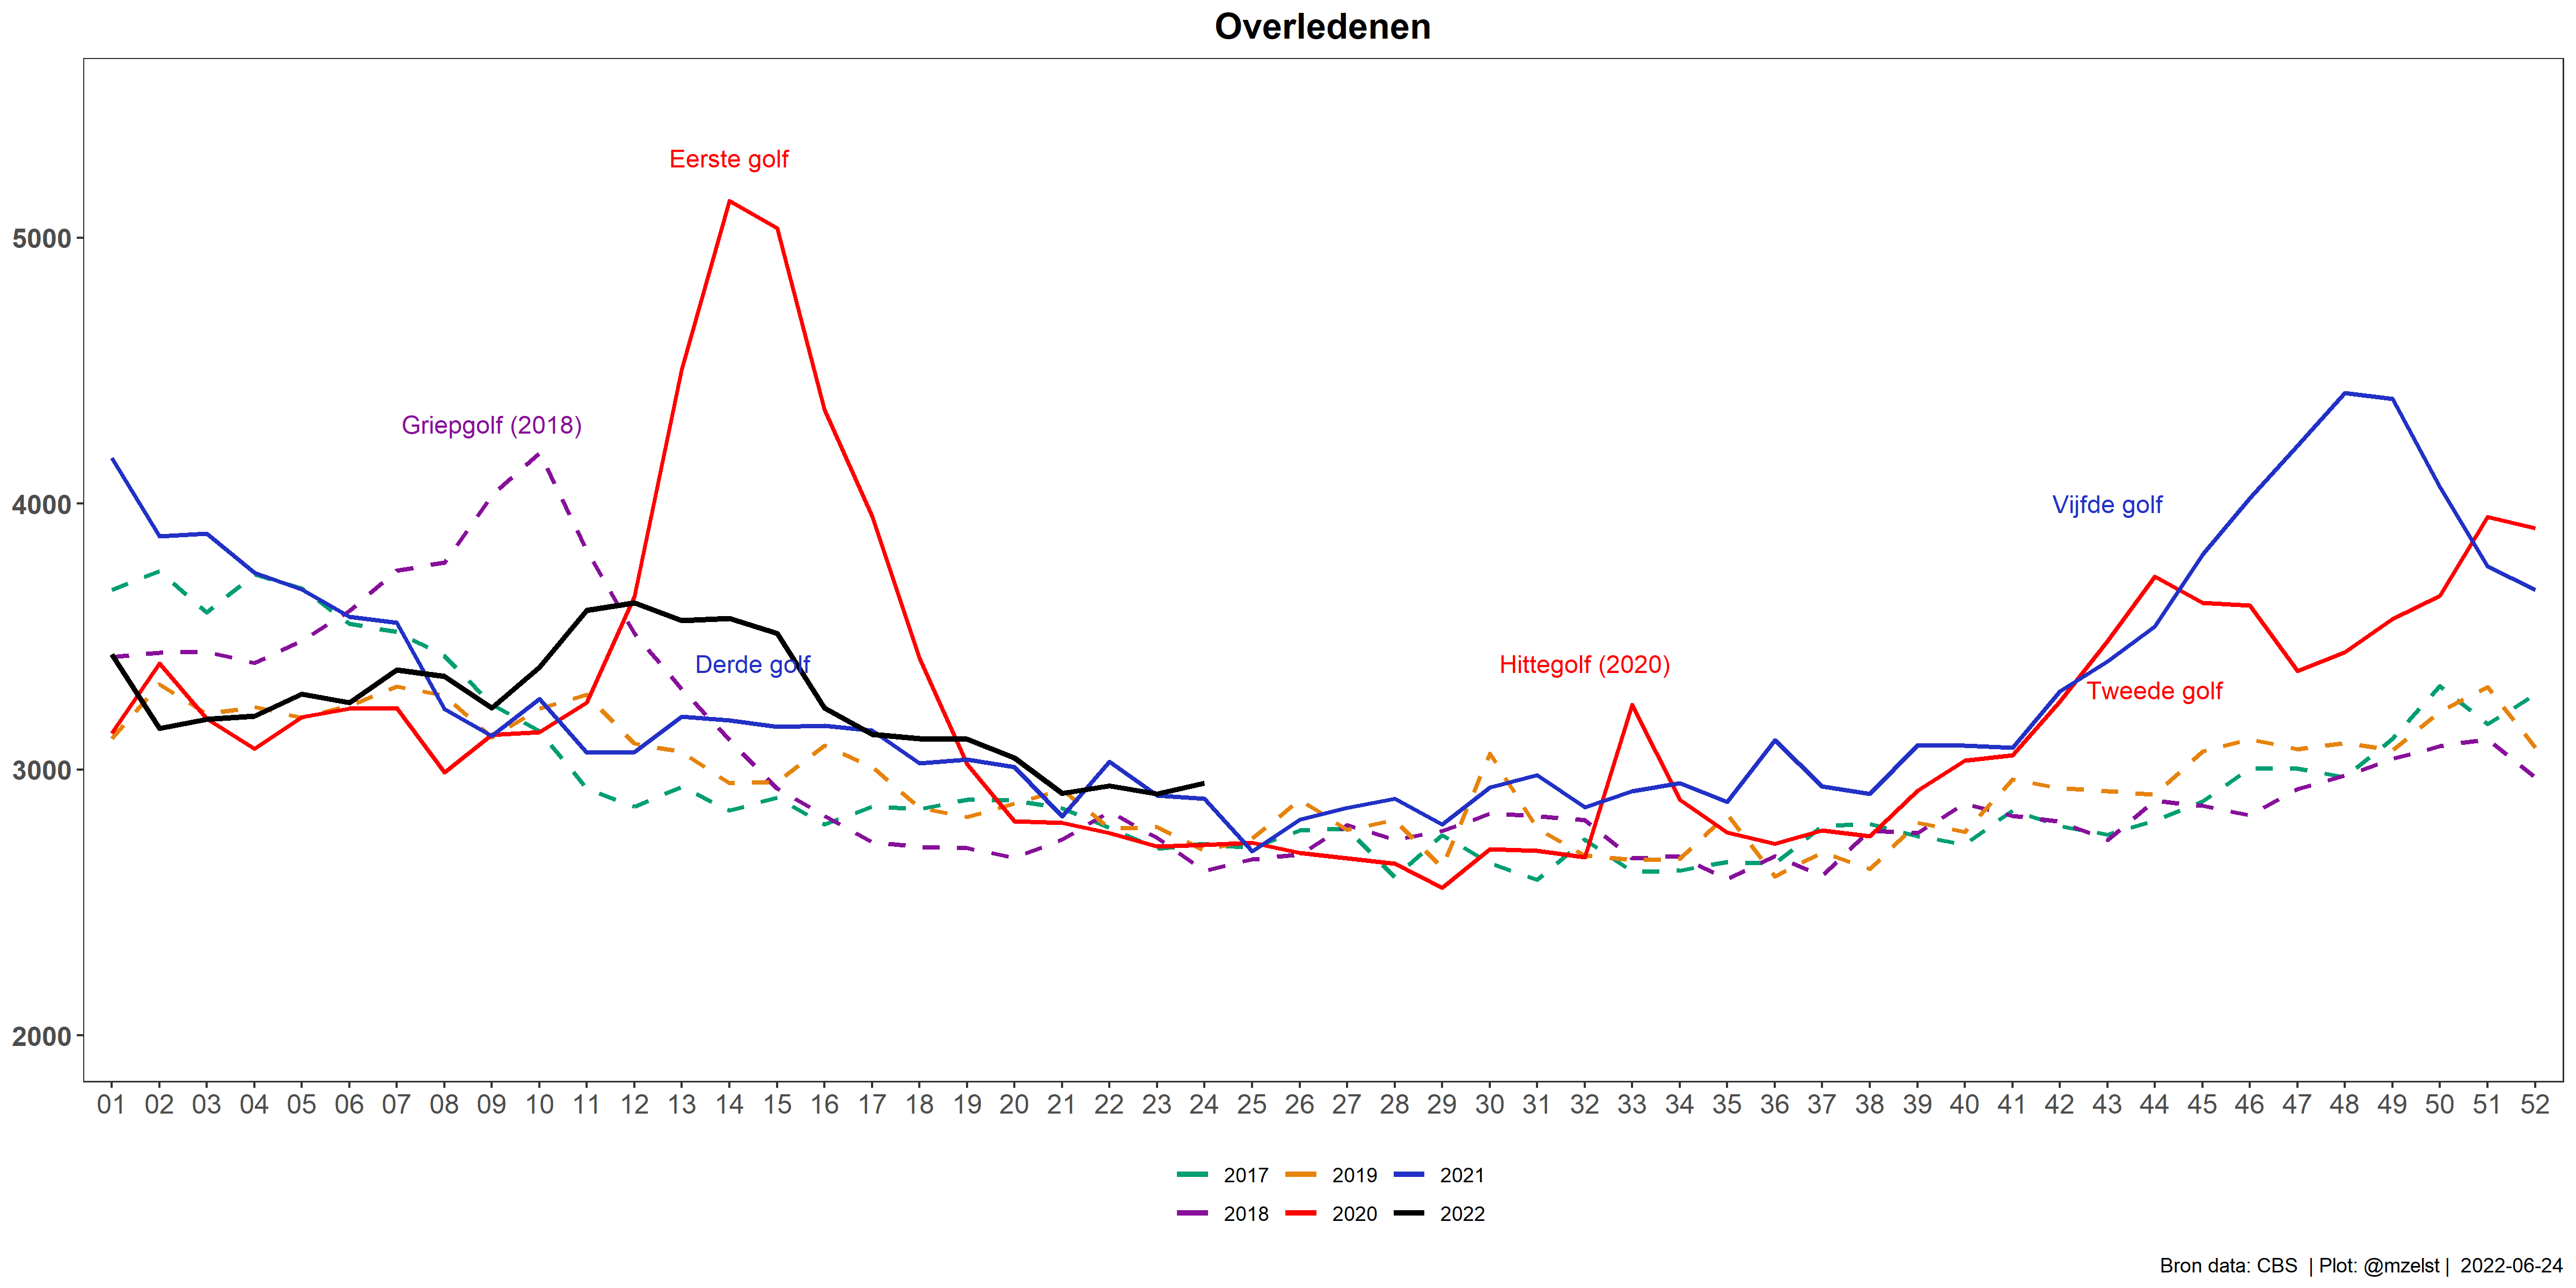 Overledenen
Eerste golf
5000
Griepgolf (2018)
4000
Vijfde golf
Derde golf
Hittegolf (2020)
Tweede golf
3000
2000
01 02 03 04 05 06 07 08 09 10 11 12 13 14 15 16 17 18 19 20 21 22 23 24 25 26 27 28 29 30 31 32 33 34 35 36 37 38 39 40 41 42 43 44 45 46 47 48 49 50 51 52
2017 2019 2021
2018 2020 2022
Bron data: CBS | Plot: @mzelst | 2022-06-24